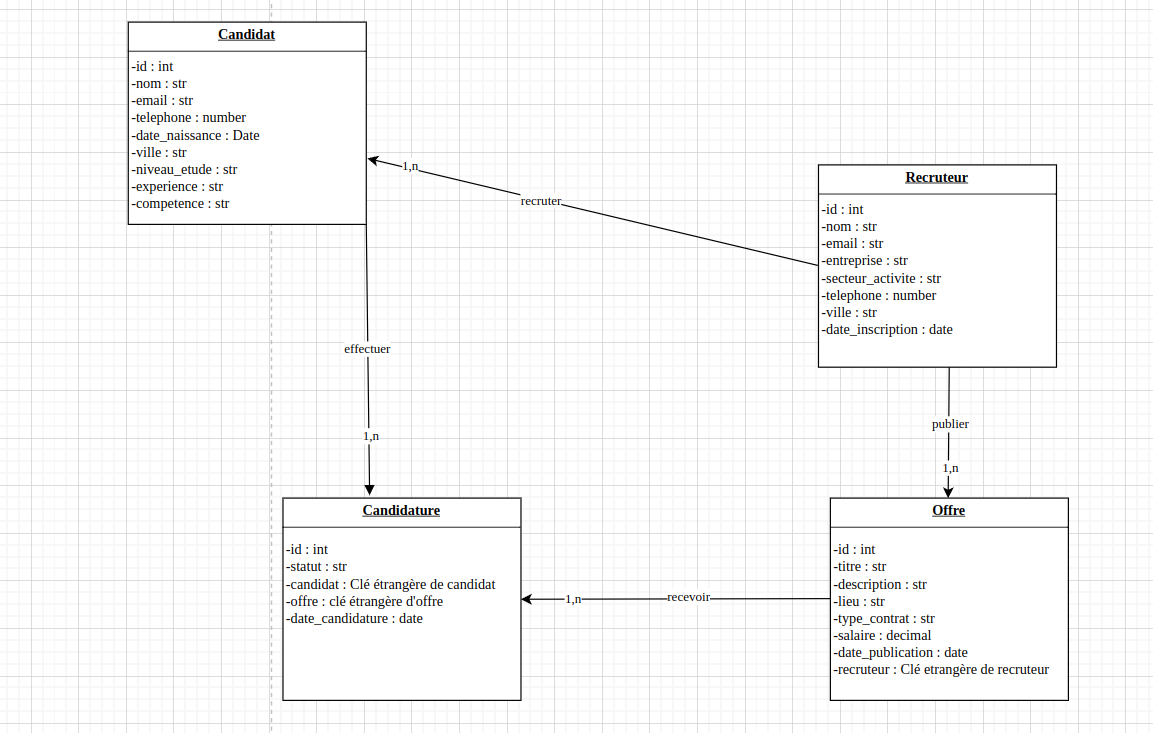 Candidat
-id : int
-nom : str
-email : str
-telephone : number
-date_naissance : Date
-ville : str
-niveau_etude : str
-experience : str
-competence : str
1,n
recruter
Recruteur
-id : int
-nom : str
-email : str
-entreprise : str
-secteur_activite : str
-telephone : number
-ville : str
-date_inscription : date
effectuer
1,n
publier
1,n
Candidature
-id : int
-statut : str
-candidat : Clé étrangère de candidat
-offre : clé étrangère d'offre
-date_candidature : date
1,n
recevoir
Offre
-id : int
-titre : str
-description : str
-lieu : str
-type_contrat : str
-salaire : decimal
-date_publication : date
-recruteur : Clé etrangère de recruteur